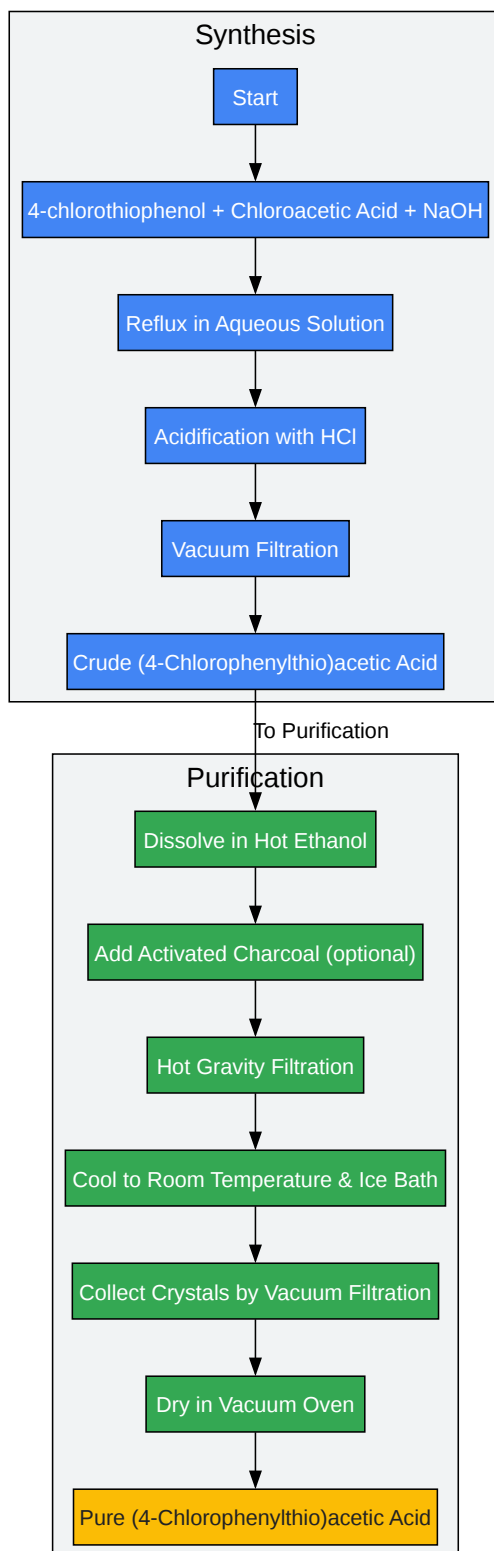 Synthesis
Start
4-chlorothiophenol + Chloroacetic Acid + NaOH
Reflux in Aqueous Solution
Acidification with HCl
Vacuum Filtration
Crude (4-Chlorophenylthio)acetic Acid
To Purification
Purification
Dissolve in Hot Ethanol
Add Activated Charcoal (optional)
Hot Gravity Filtration
Cool to Room Temperature & Ice Bath
Collect Crystals by Vacuum Filtration
Dry in Vacuum Oven
Pure (4-Chlorophenylthio)acetic Acid